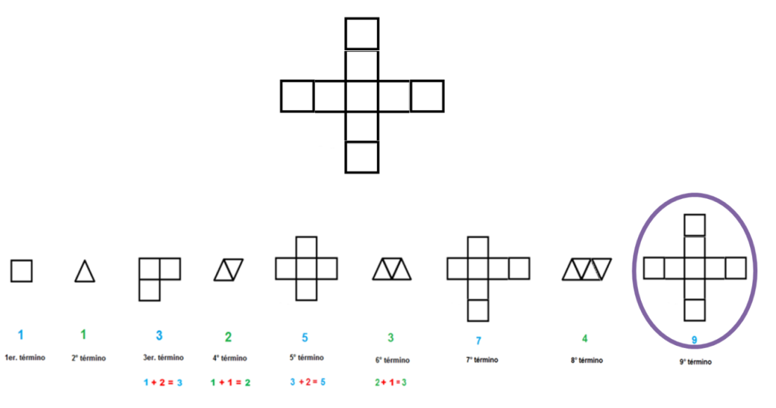 1 1 3 2 5 3 7 4 9
1er. término 2° término 3er. término 4° término 5° término 6° término 7° término 8° término 9° término
1 + 2 = 3 1 + 1 = 2 3 + 2 = 5 2 + 1 = 3